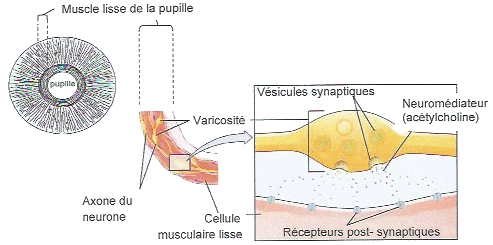 Muscle lisse de la pupille
pupille
Varicosité
Axone du
neurone
Cellule
musculaire lisse
Vésicules synaptiques
Neuromédiateur
(acétylcholine)
Récepteurs post- synaptiques